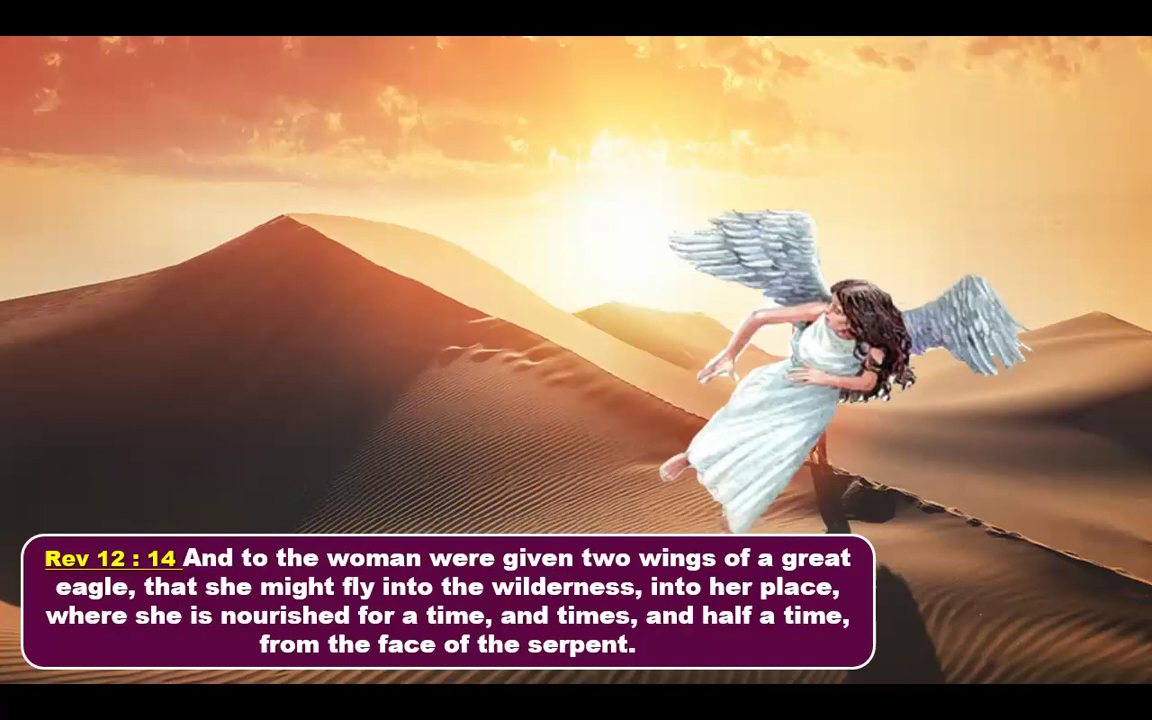 Rev 12 : 14 And to the woman were given two wings of a great
eagle, that she might fly into the wilderness, into her place,
where she is nourished for a time, and times, and half a time,
from the face of the serpent.